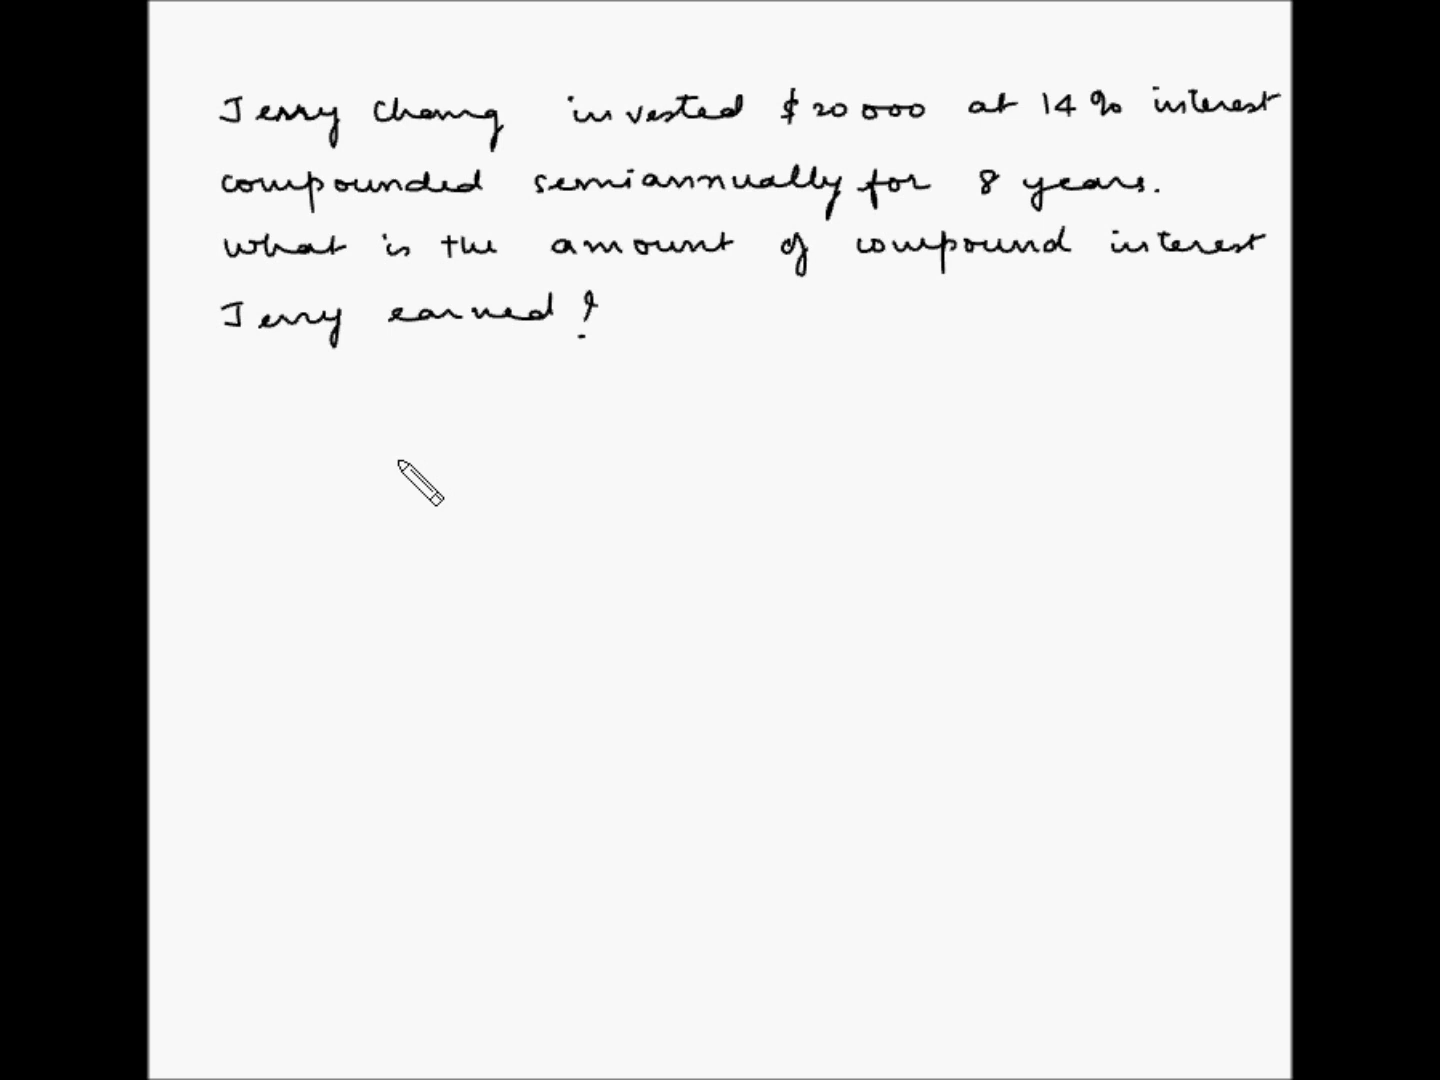 Jerry Chang invested $20000 at 14% interest
compounded semiannually for 8 years.
What is the amount of compound interest
Jerry earned?